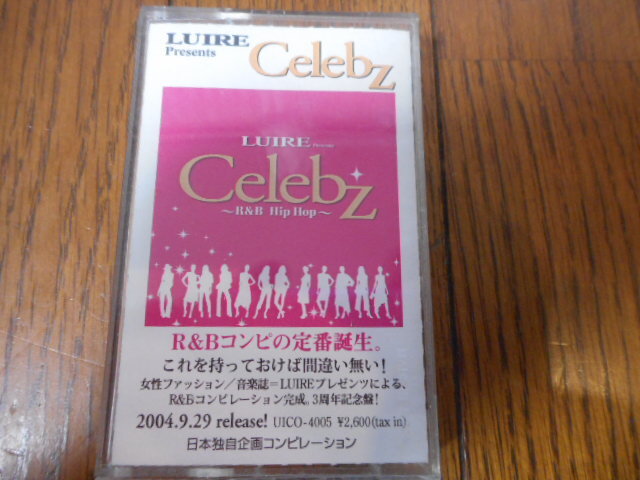 LUIRE
Presents
Celebz
LUIRE Presents
Celebz
～R&B Hip Hop～
R&Bコンピの定番誕生。
これを持っておけば間違い無い！
女性ファッション／音楽誌＝LUIREプレゼンツによる、
R&Bコンピレーション完成。3周年記念盤！
2004.9.29 release! UICO-4005 ¥2,600(tax in)
日本独自企画コンピレーション